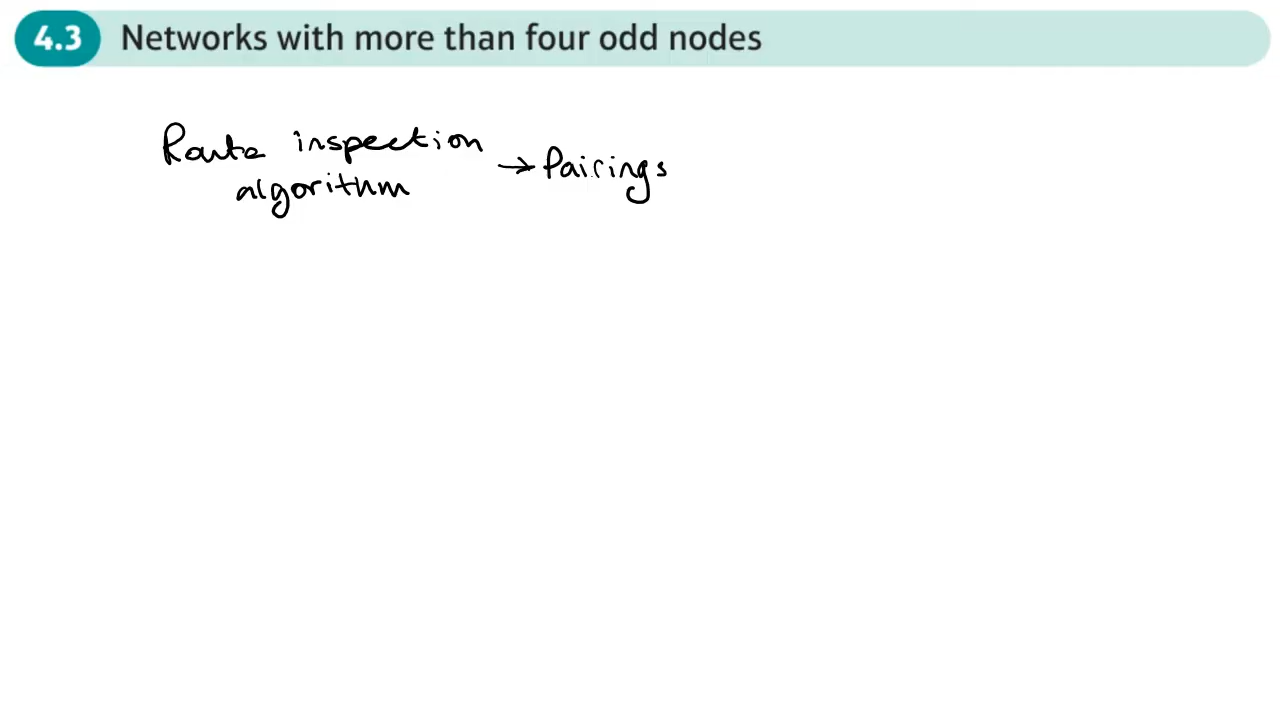 4.3 Networks with more than four odd nodes
Route inspection
algorithm → Pairings